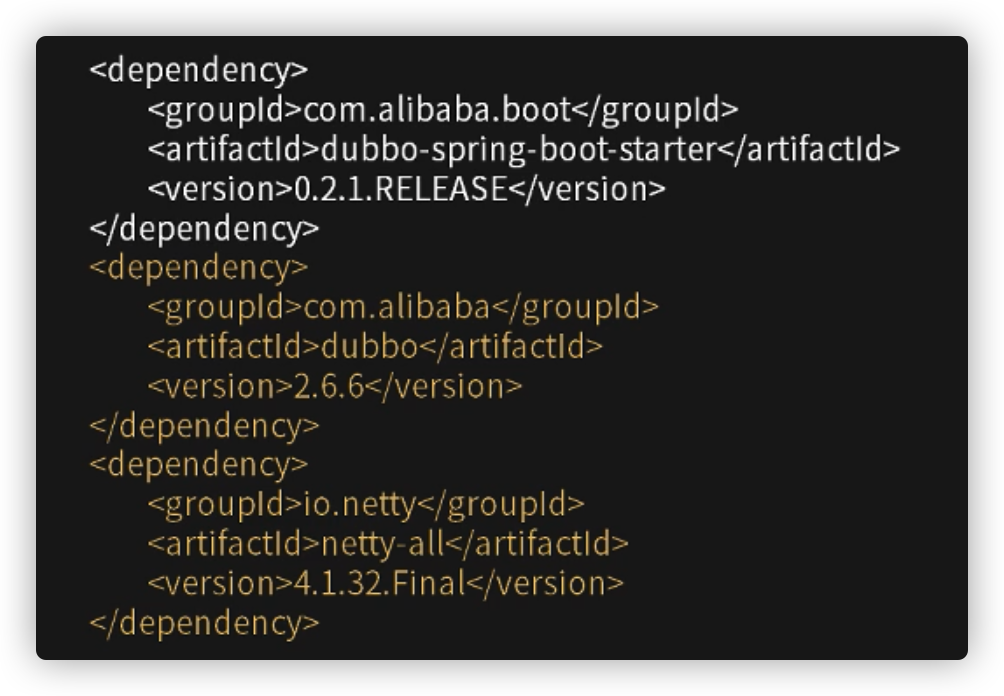 <dependency>
<groupId>com.alibaba.boot</groupId>
<artifactId>dubbo-spring-boot-starter</artifactId>
<version>0.2.1.RELEASE</version>
</dependency>
<dependency>
<groupId>com.alibaba</groupId>
<artifactId>dubbo</artifactId>
<version>2.6.6</version>
</dependency>
<dependency>
<groupId>io.netty</groupId>
<artifactId>netty-all</artifactId>
<version>4.1.32.Final</version>
</dependency>